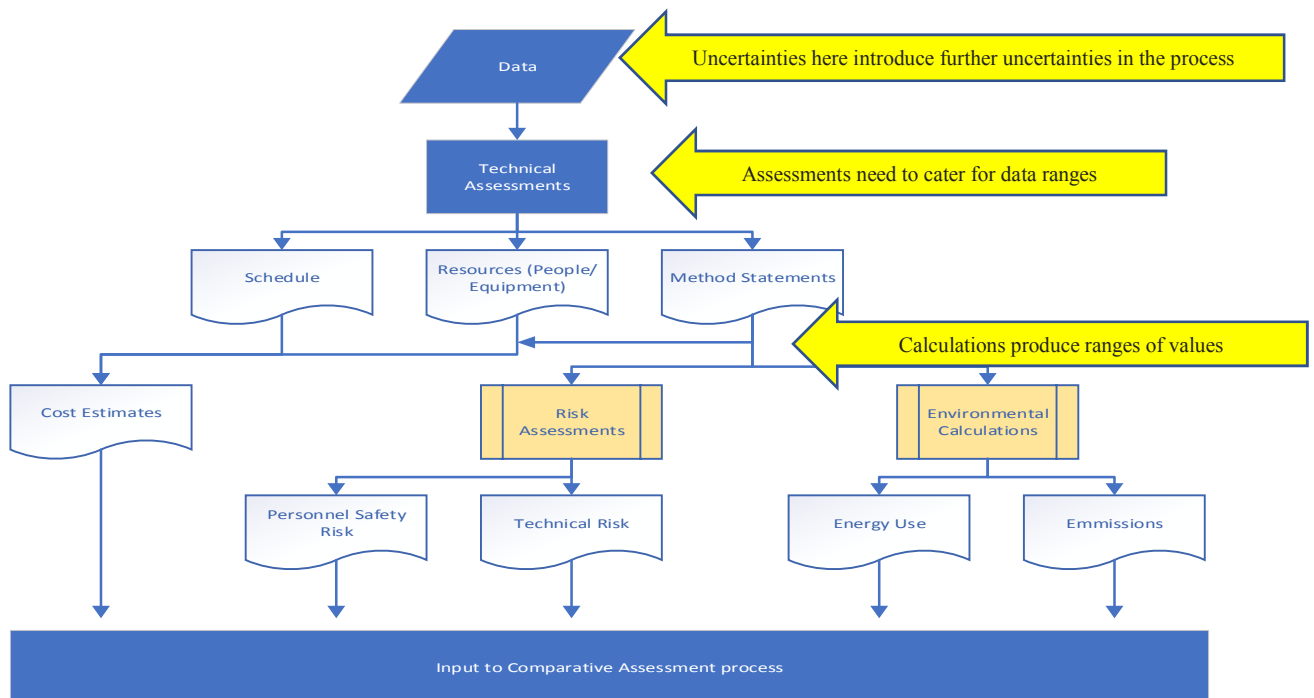 Data
Uncertainties here introduce further uncertainties in the process
Technical
Assessments
Assessments need to cater for data ranges
Schedule
Resources (People/
Equipment)
Method Statements
Calculations produce ranges of values
Cost Estimates
Risk
Assessments
Environmental
Calculations
Personnel Safety
Risk
Technical Risk
Energy Use
Emmissions
Input to Comparative Assessment process